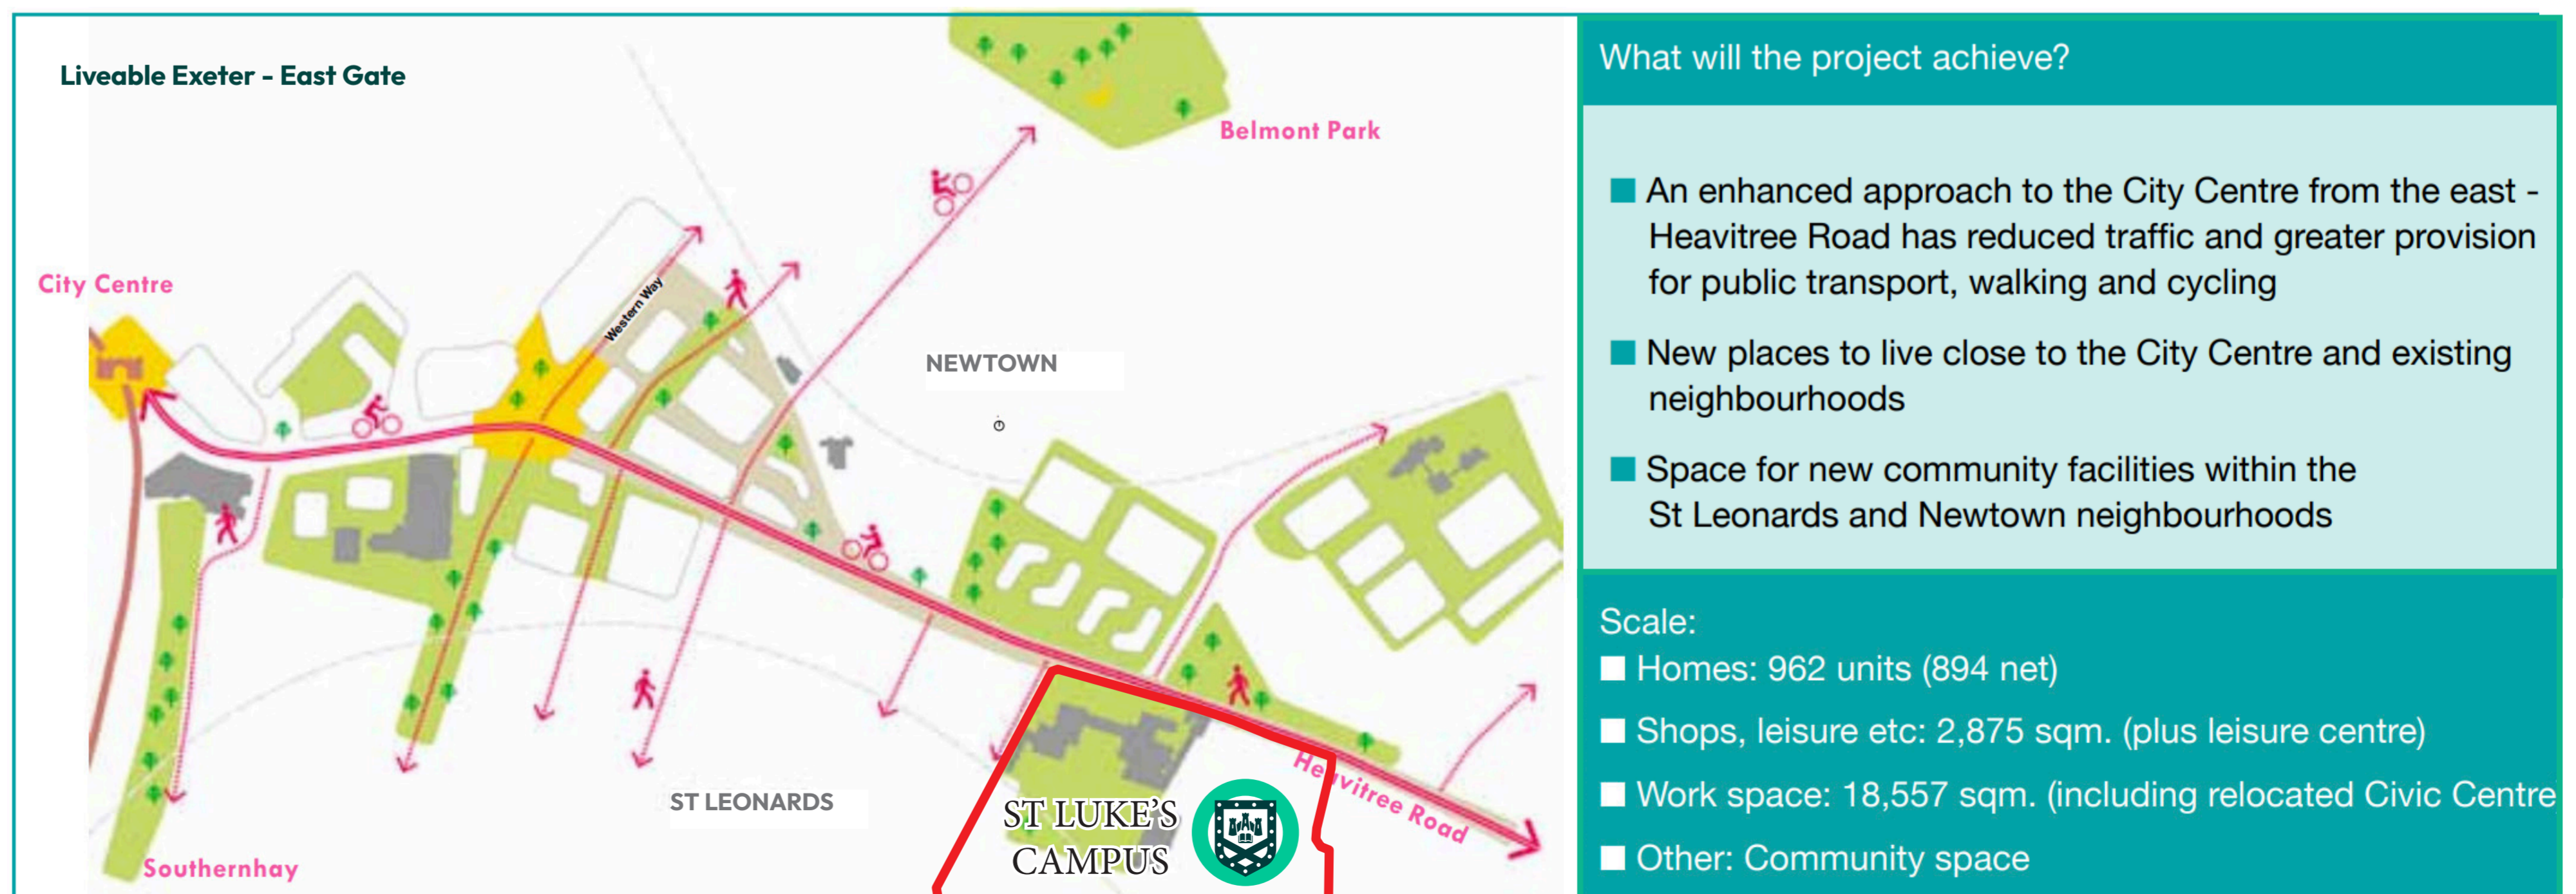 Liveable Exeter - East Gate
Belmont Park
City Centre
Western Way
NEWTOWN
ST LEONARDS
Heavitree Road
ST LUKE'S
CAMPUS
Southernhay
What will the project achieve?
An enhanced approach to the City Centre from the east -
Heavitree Road has reduced traffic and greater provision
for public transport, walking and cycling
New places to live close to the City Centre and existing
neighbourhoods
Space for new community facilities within the
St Leonards and Newtown neighbourhoods
Scale:
Homes: 962 units (894 net)
Shops, leisure etc: 2,875 sqm. (plus leisure centre)
Work space: 18,557 sqm. (including relocated Civic Centre
Other: Community space